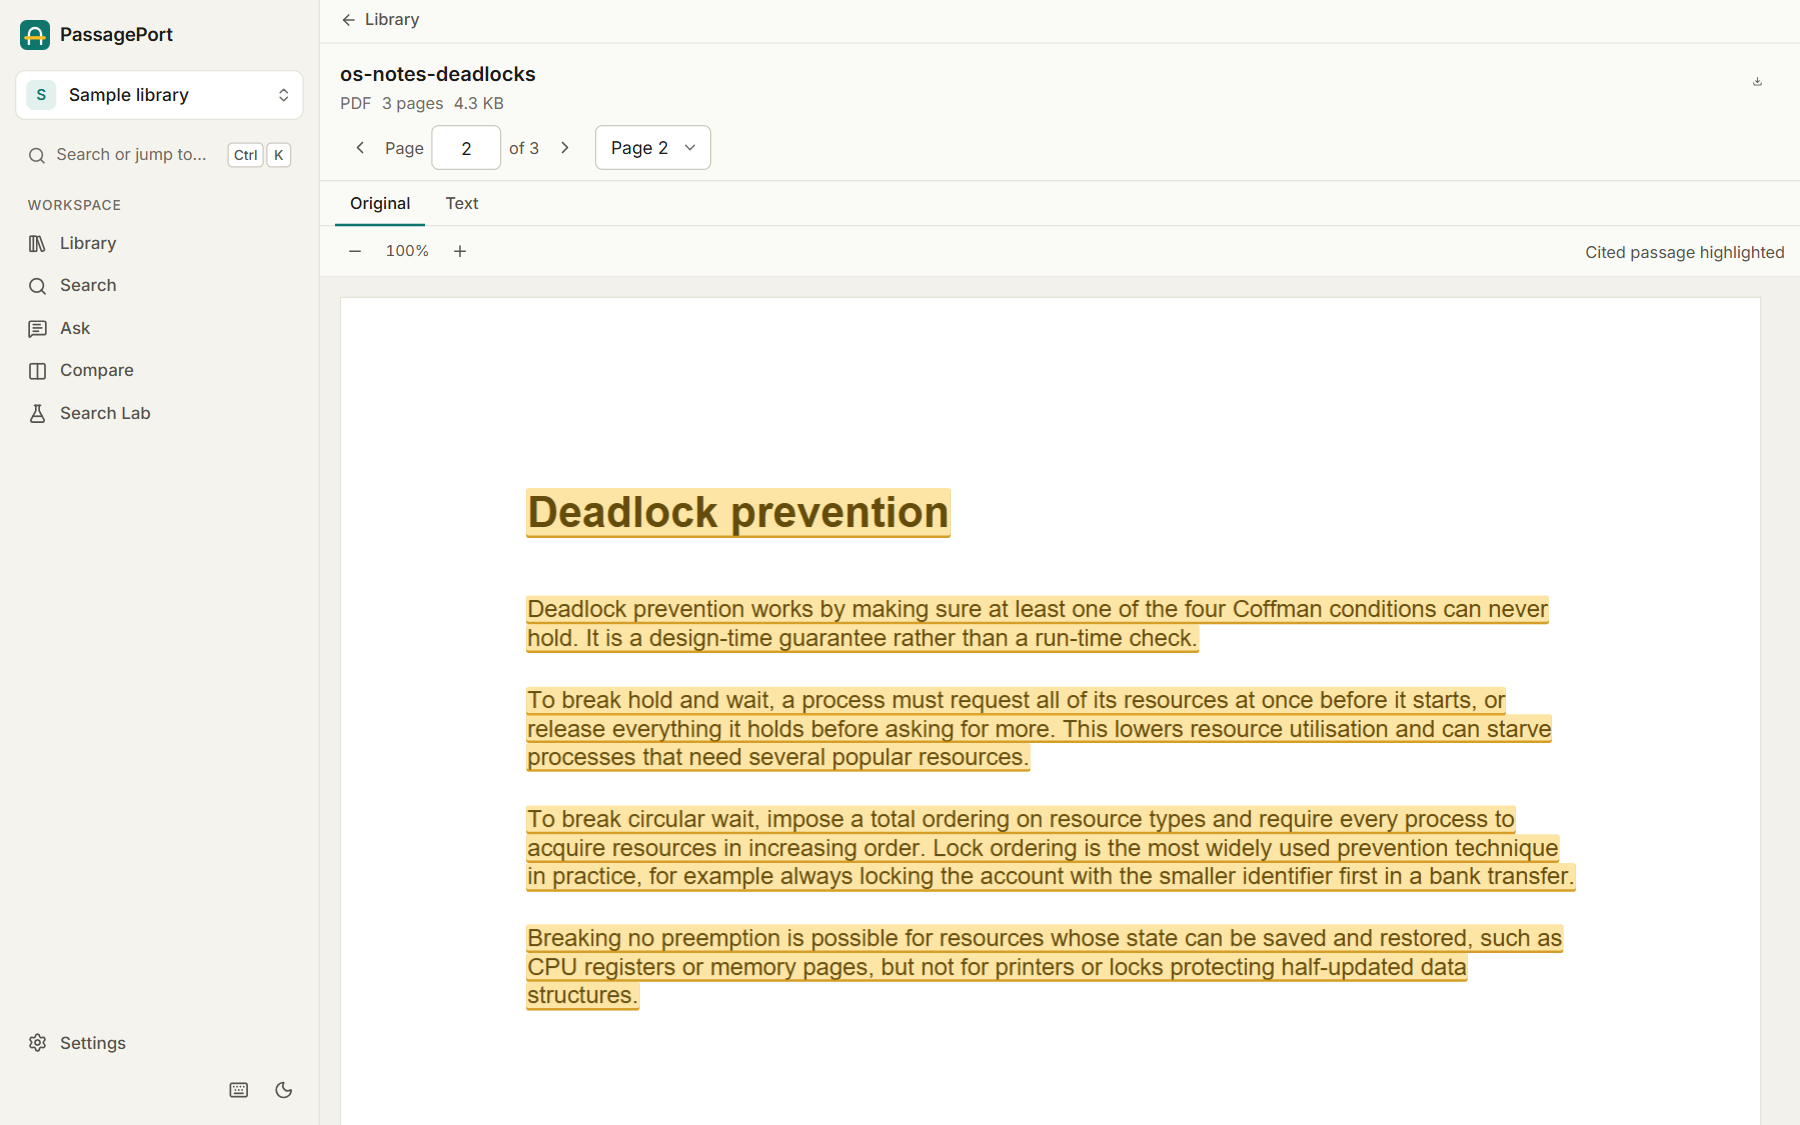 PassagePort
S Sample library
Search or jump to... Ctrl K
WORKSPACE
Library
Search
Ask
Compare
Search Lab
Settings
Library
os-notes-deadlocks
PDF 3 pages 4.3 KB
Page 2 of 3 Page 2
Original Text
100% Cited passage highlighted
Deadlock prevention
Deadlock prevention works by making sure at least one of the four Coffman conditions can never
hold. It is a design-time guarantee rather than a run-time check.
To break hold and wait, a process must request all of its resources at once before it starts, or
release everything it holds before asking for more. This lowers resource utilisation and can starve
processes that need several popular resources.
To break circular wait, impose a total ordering on resource types and require every process to
acquire resources in increasing order. Lock ordering is the most widely used prevention technique
in practice, for example always locking the account with the smaller identifier first in a bank transfer.
Breaking no preemption is possible for resources whose state can be saved and restored, such as
CPU registers or memory pages, but not for printers or locks protecting half-updated data
structures.